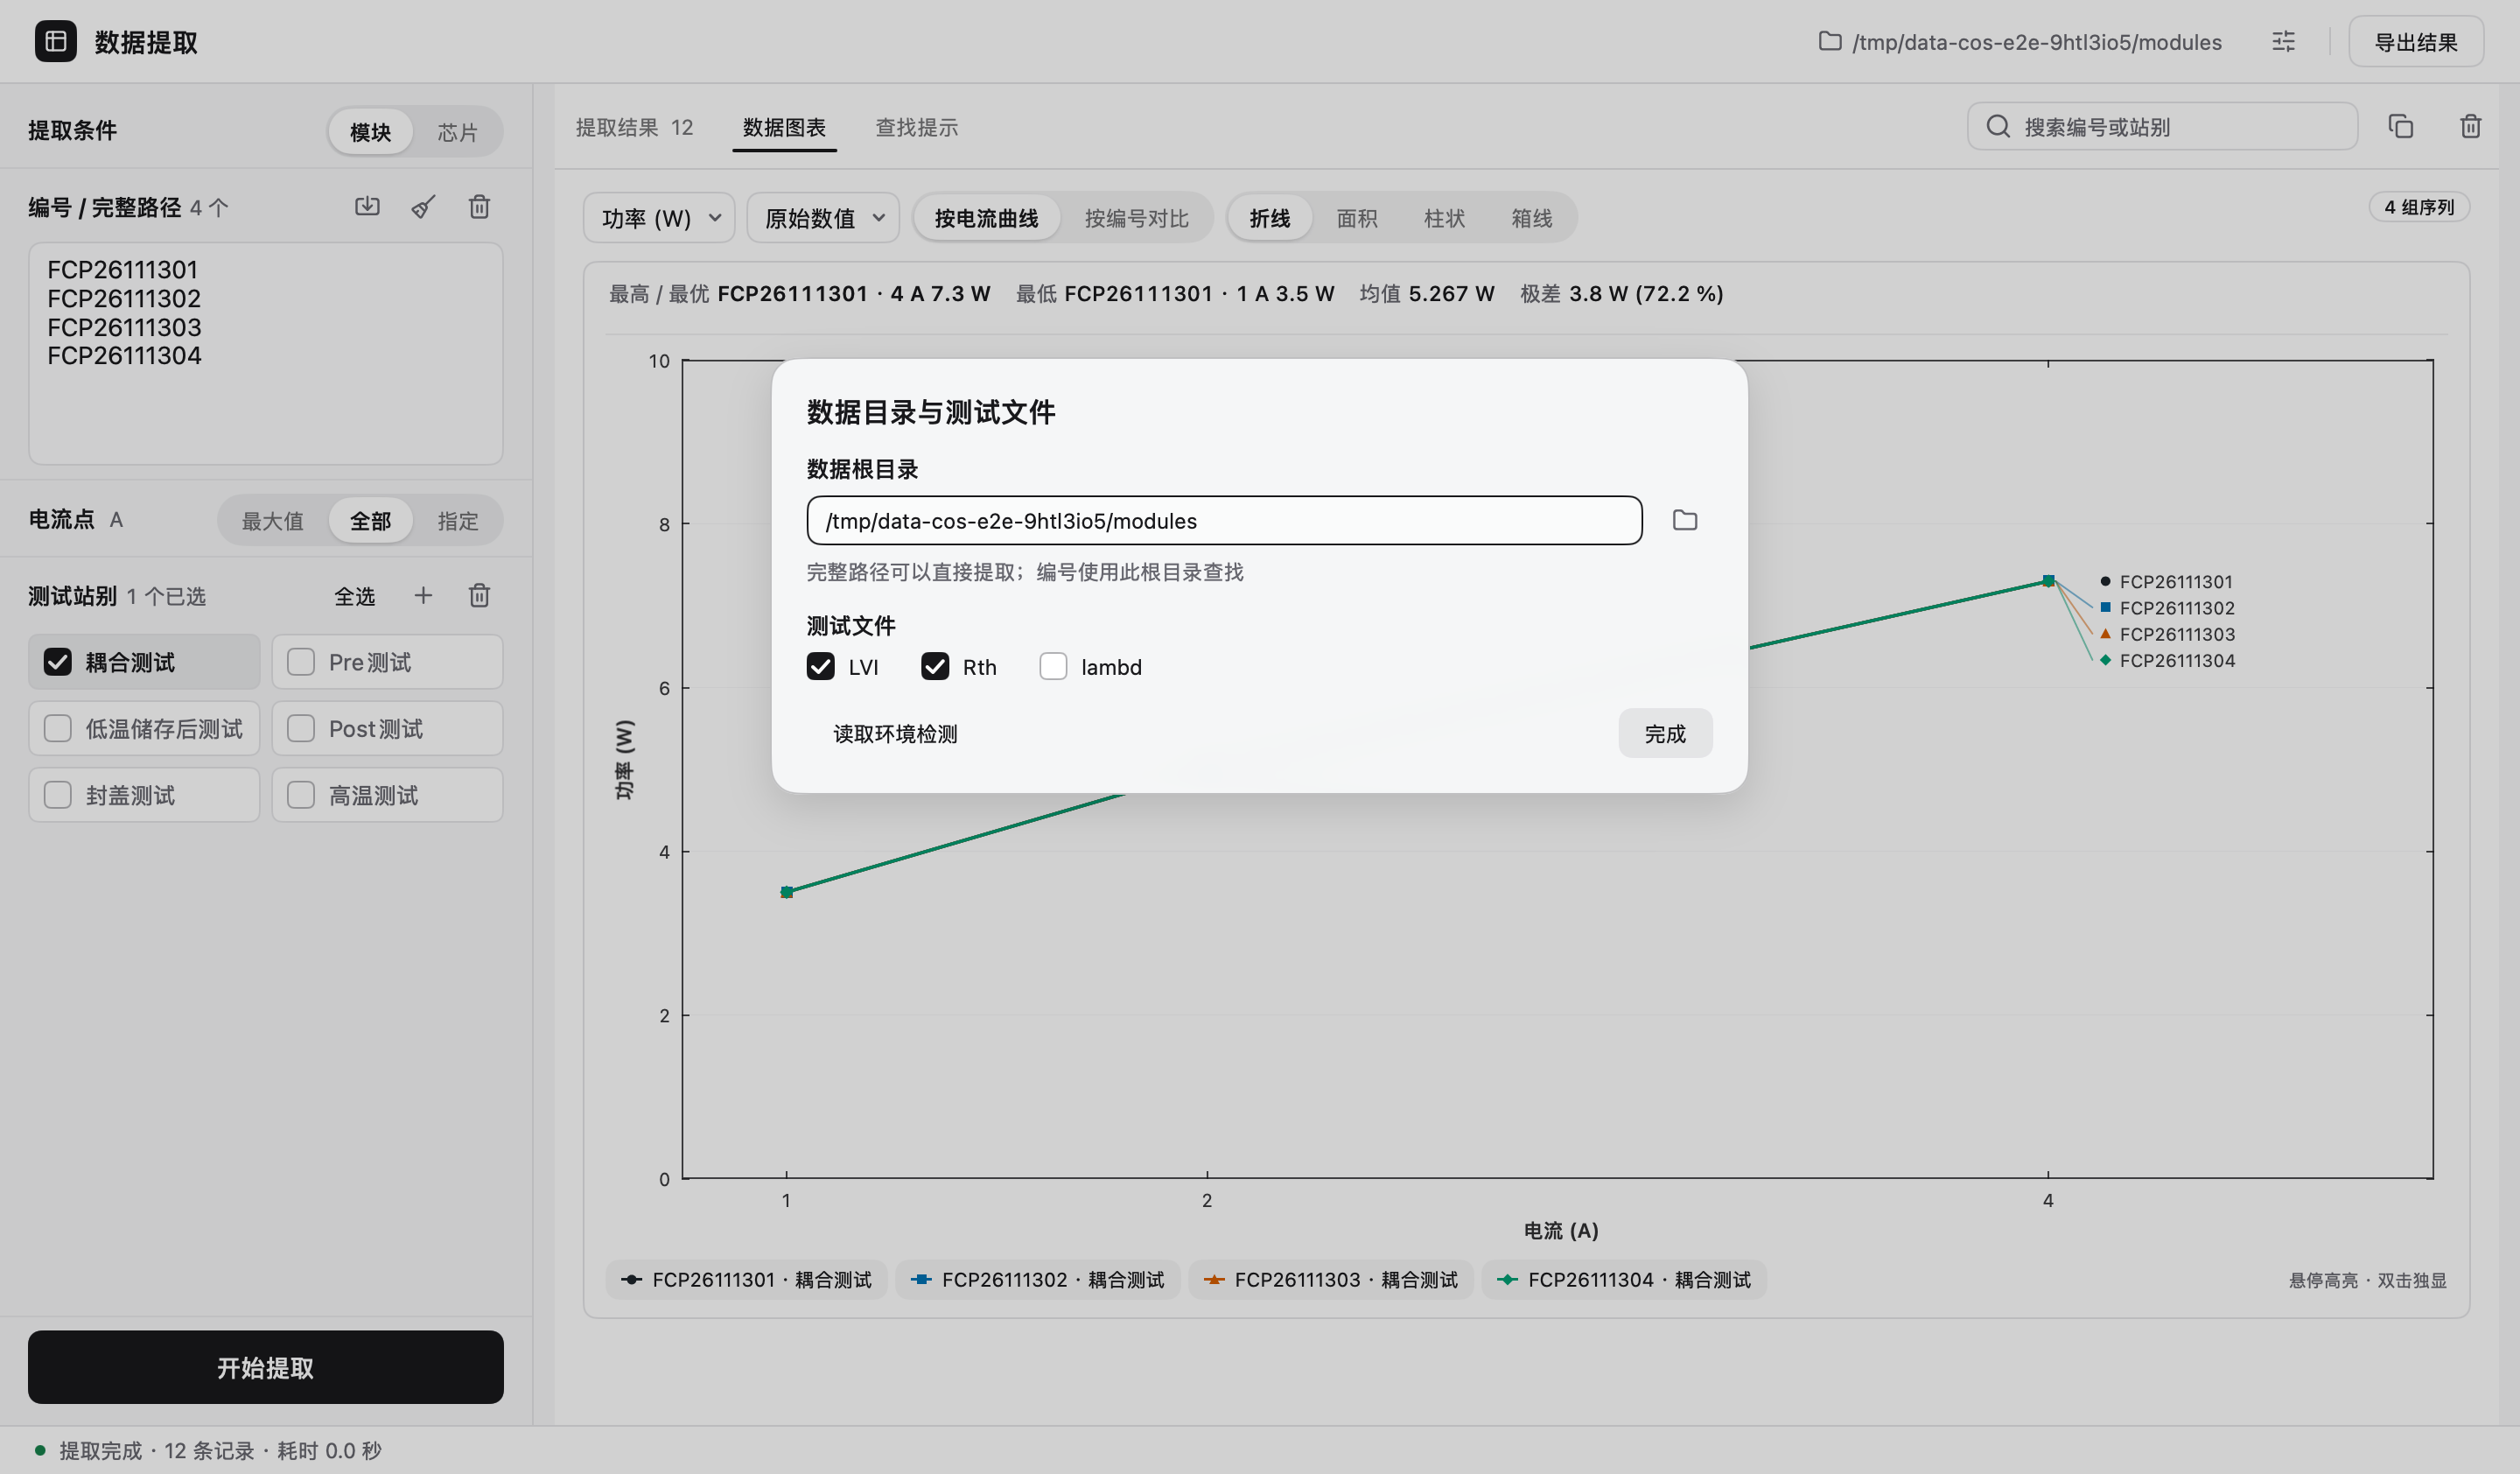 数据提取
/tmp/data-cos-e2e-9htl3io5/modules
导出结果
提取条件
模块
芯片
编号 / 完整路径 4 个
FCP26111301
FCP26111302
FCP26111303
FCP26111304
电流点 A
最大值
全部
指定
测试站别 1 个已选
全选
耦合测试
Pre测试
低温储存后测试
Post测试
封盖测试
高温测试
开始提取
提取完成 · 12 条记录 · 耗时 0.0 秒
提取结果 12
数据图表
查找提示
搜索编号或站别
功率 (W)
原始数值
按电流曲线
按编号对比
折线
面积
柱状
箱线
4 组序列
最高 / 最优 FCP26111301 · 4 A 7.3 W 最低 FCP26111301 · 1 A 3.5 W 均值 5.267 W 极差 3.8 W (72.2 %)
数据目录与测试文件
数据根目录
/tmp/data-cos-e2e-9htl3io5/modules
完整路径可以直接提取；编号使用此根目录查找
测试文件
LVI
Rth
lambd
读取环境检测
完成
10
8
6
4
2
0
功率 (W)
1
2
4
电流 (A)
FCP26111301
FCP26111302
FCP26111303
FCP26111304
FCP26111301 · 耦合测试
FCP26111302 · 耦合测试
FCP26111303 · 耦合测试
FCP26111304 · 耦合测试
悬停高亮 · 双击独显